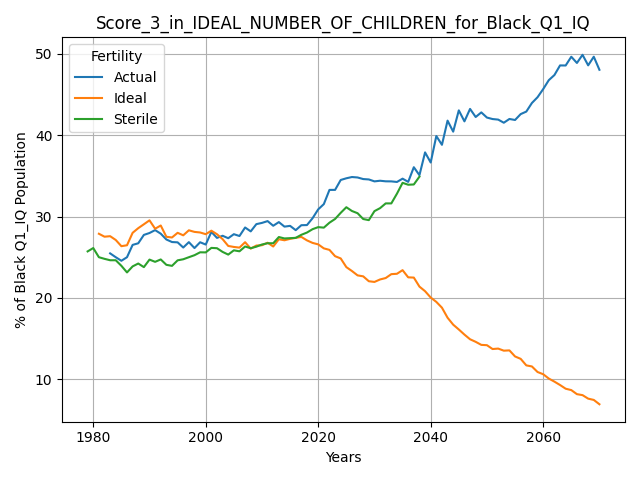 Score_3_in_IDEAL_NUMBER_OF_CHILDREN_for_Black_Q1_IQ
Fertility
Actual
Ideal
Sterile
% of Black Q1_IQ Population
50
40
30
20
10
1980
2000
2020
2040
2060
Years